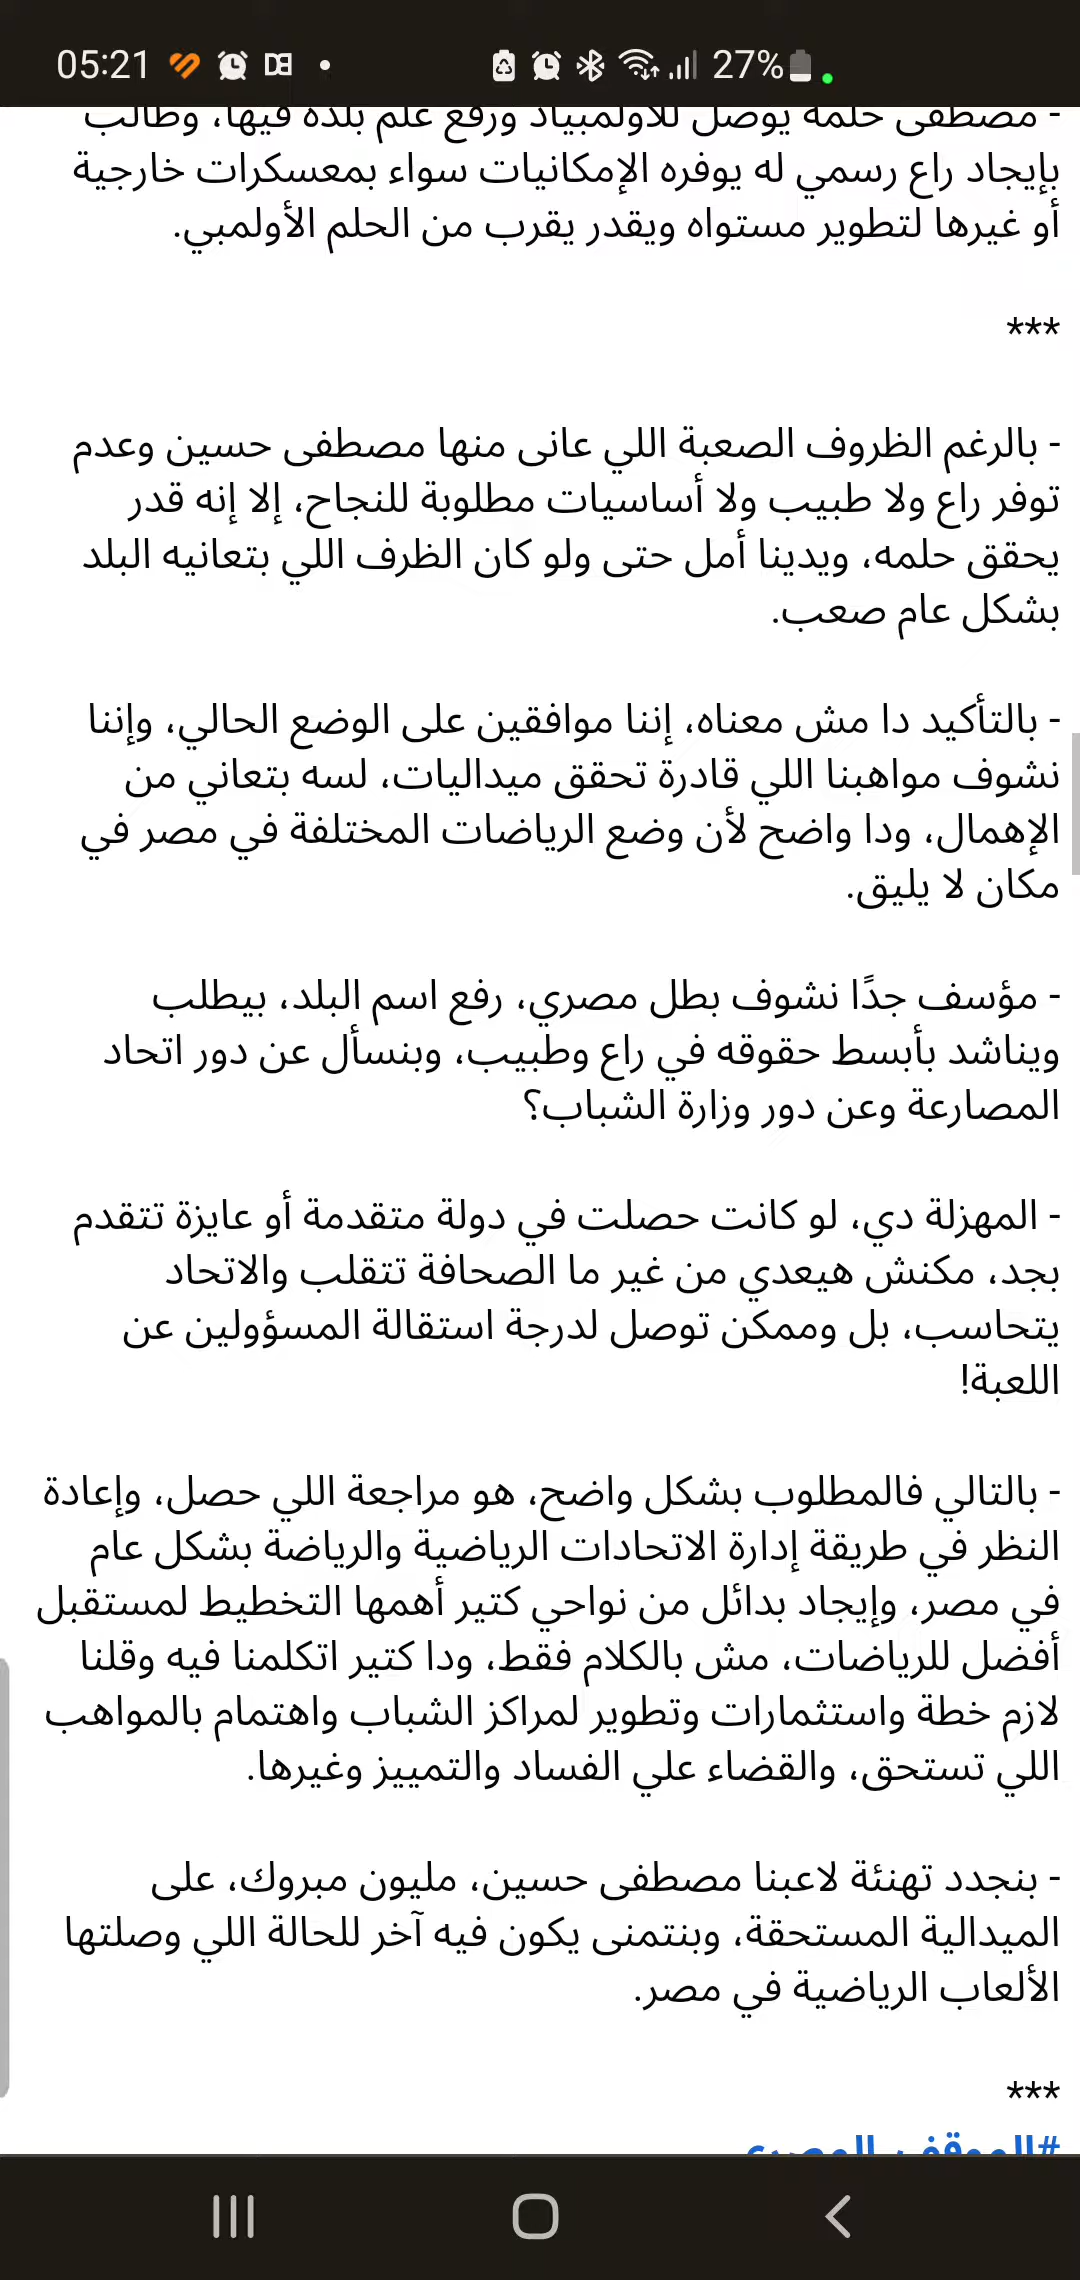 05:21 27%
- مصطفى حلمه يوصل للأولمبياد ورفع علم بلده فيها، وطالب
بإيجاد راع رسمي له يوفره الإمكانيات سواء بمعسكرات خارجية
أو غيرها لتطوير مستواه ويقدر يقرب من الحلم الأولمبي.
***
- بالرغم الظروف الصعبة اللي عانى منها مصطفى حسين وعدم
توفر راع ولا طبيب ولا أساسيات مطلوبة للنجاح، إلا إنه قدر
يحقق حلمه، ويدينا أمل حتى ولو كان الظرف اللي بتعانيه البلد
بشكل عام صعب.
- بالتأكيد دا مش معناه، إننا موافقين على الوضع الحالي، وإننا
نشوف مواهبنا اللي قادرة تحقق ميداليات، لسه بتعاني من
الإهمال، ودا واضح لأن وضع الرياضات المختلفة في مصر في
مكان لا يليق.
- مؤسف جدًا نشوف بطل مصري، رفع اسم البلد، بيطلب
ويناشد بأبسط حقوقه في راع وطبيب، وبنسأل عن دور اتحاد
المصارعة وعن دور وزارة الشباب؟
- المهزلة دي، لو كانت حصلت في دولة متقدمة أو عايزة تتقدم
بجد، مكنش هيعدي من غير ما الصحافة تتقلب والاتحاد
يتحاسب، بل وممكن توصل لدرجة استقالة المسؤولين عن
اللعبة!
- بالتالي فالمطلوب بشكل واضح، هو مراجعة اللي حصل، وإعادة
النظر في طريقة إدارة الاتحادات الرياضية والرياضة بشكل عام
في مصر، وإيجاد بدائل من نواحي كتير أهمها التخطيط لمستقبل
أفضل للرياضات، مش بالكلام فقط، ودا كتير اتكلمنا فيه وقلنا
لازم خطة واستثمارات وتطوير لمراكز الشباب واهتمام بالمواهب
اللي تستحق، والقضاء علي الفساد والتمييز وغيرها.
- بنجدد تهنئة لاعبنا مصطفى حسين، مليون مبروك، على
الميدالية المستحقة، وبنتمنى يكون فيه آخر للحالة اللي وصلتها
الألعاب الرياضية في مصر.
***
#الموقف_المصري